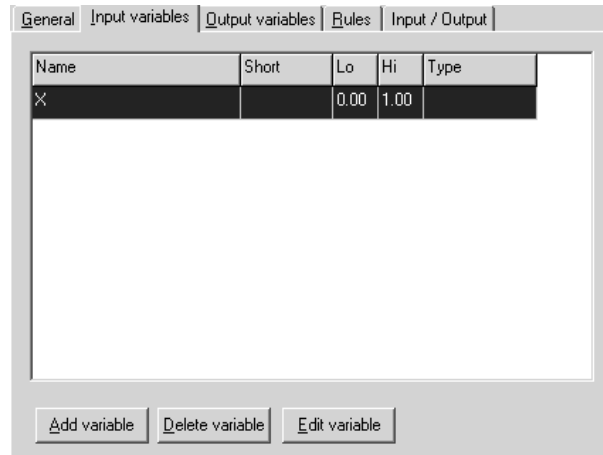 General Input variables Output variables Rules Input / Output
Name Short Lo Hi Type
X 0.00 1.00
Add variable Delete variable Edit variable